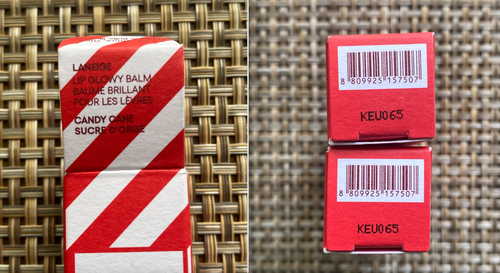 LANEIGE
LIP GLOWY BALM
BAUME BRILLANT
POUR LES LÈVRES
CANDY CANE
SUCRE D'ORGE
8 809925 157507
KEU065
8 809925 157507
KEU065